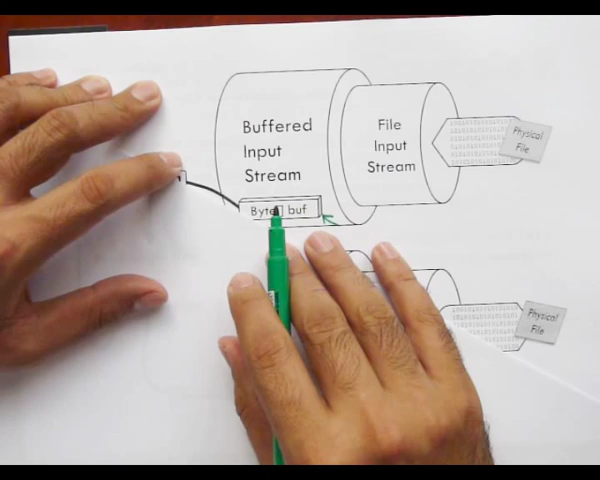 Buffered
Input
Stream
File
Input
Stream
Physical
File
Byte[] buf
Physical
File